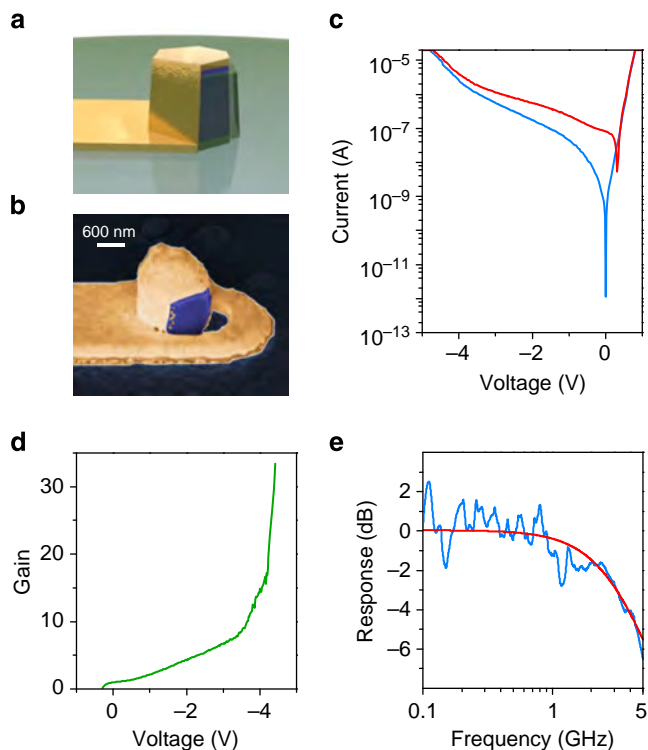 a
b
600 nm
c
10–5
10–7
10–9
10–11
10–13
Current (A)
–4
–2
0
Voltage (V)
d
30
20
10
0
Gain
0
–2
–4
Voltage (V)
e
2
0
–2
–4
–6
Response (dB)
0.1
1
5
Frequency (GHz)